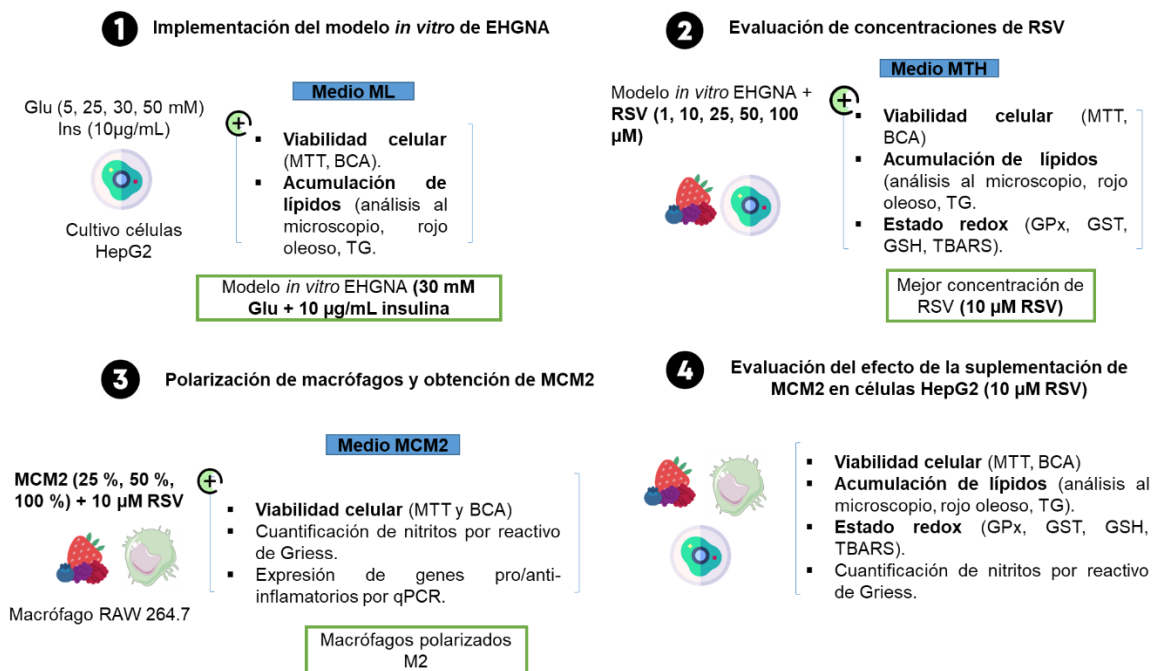 1 Implementación del modelo in vitro de EHGNA
Glu (5, 25, 30, 50 mM)
Ins (10µg/mL)
Cultivo células
HepG2
Medio ML
▪ Viabilidad celular
(MTT, BCA).
▪ Acumulación de
lípidos (análisis al
microscopio, rojo
oleoso, TG.
Modelo in vitro EHGNA (30 mM
Glu + 10 µg/mL insulina
2 Evaluación de concentraciones de RSV
Modelo in vitro EHGNA +
RSV (1, 10, 25, 50, 100
µM)
Medio MTH
▪ Viabilidad celular (MTT,
BCA)
▪ Acumulación de lípidos
(análisis al microscopio, rojo
oleoso, TG.
▪ Estado redox (GPx, GST,
GSH, TBARS).
Mejor concentración de
RSV (10 µM RSV)
3 Polarización de macrófagos y obtención de MCM2
MCM2 (25 %, 50 %,
100 %) + 10 µM RSV
Macrófago RAW 264.7
Medio MCM2
▪ Viabilidad celular (MTT y BCA)
▪ Cuantificación de nitritos por reactivo
de Griess.
▪ Expresión de genes pro/anti-
inflamatorios por qPCR.
Macrófagos polarizados
M2
4 Evaluación del efecto de la suplementación de
MCM2 en células HepG2 (10 µM RSV)
▪ Viabilidad celular (MTT, BCA)
▪ Acumulación de lípidos (análisis al
microscopio, rojo oleoso, TG).
▪ Estado redox (GPx, GST, GSH,
TBARS).
▪ Cuantificación de nitritos por reactivo
de Griess.